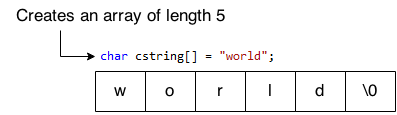 Creates an array of length 5
char cstring[] = "world";
w o r l d \0